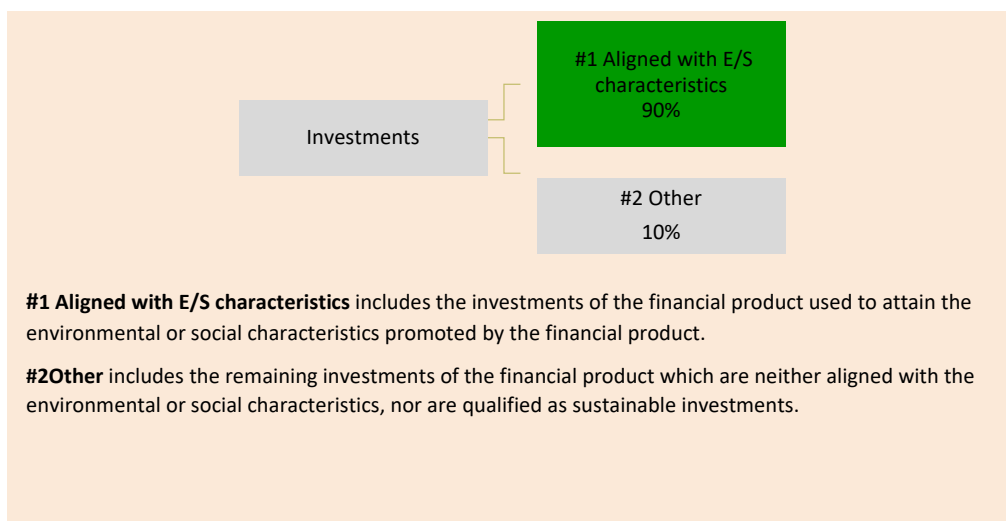 #1 Aligned with E/S
characteristics
90%
Investments
#2 Other
10%
#1 Aligned with E/S characteristics includes the investments of the financial product used to attain the
environmental or social characteristics promoted by the financial product.
#2Other includes the remaining investments of the financial product which are neither aligned with the
environmental or social characteristics, nor are qualified as sustainable investments.